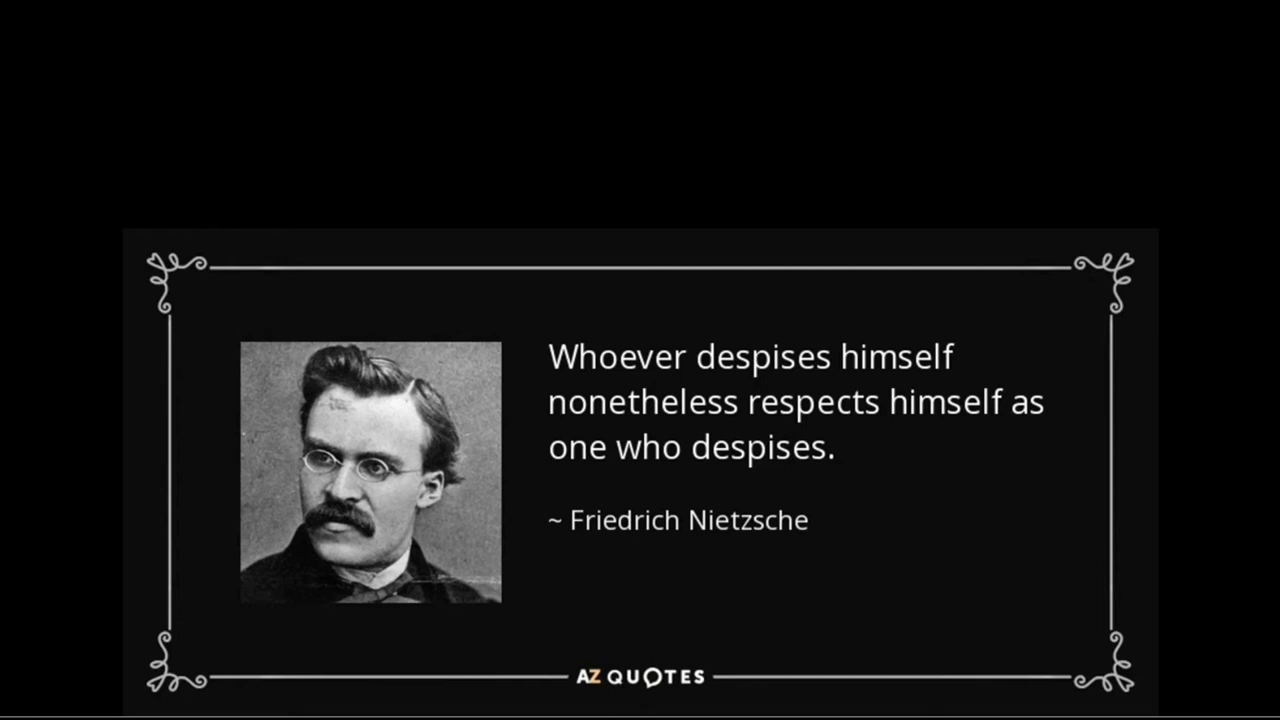 Whoever despises himself
nonetheless respects himself as
one who despises.
~ Friedrich Nietzsche
AZ QUOTES